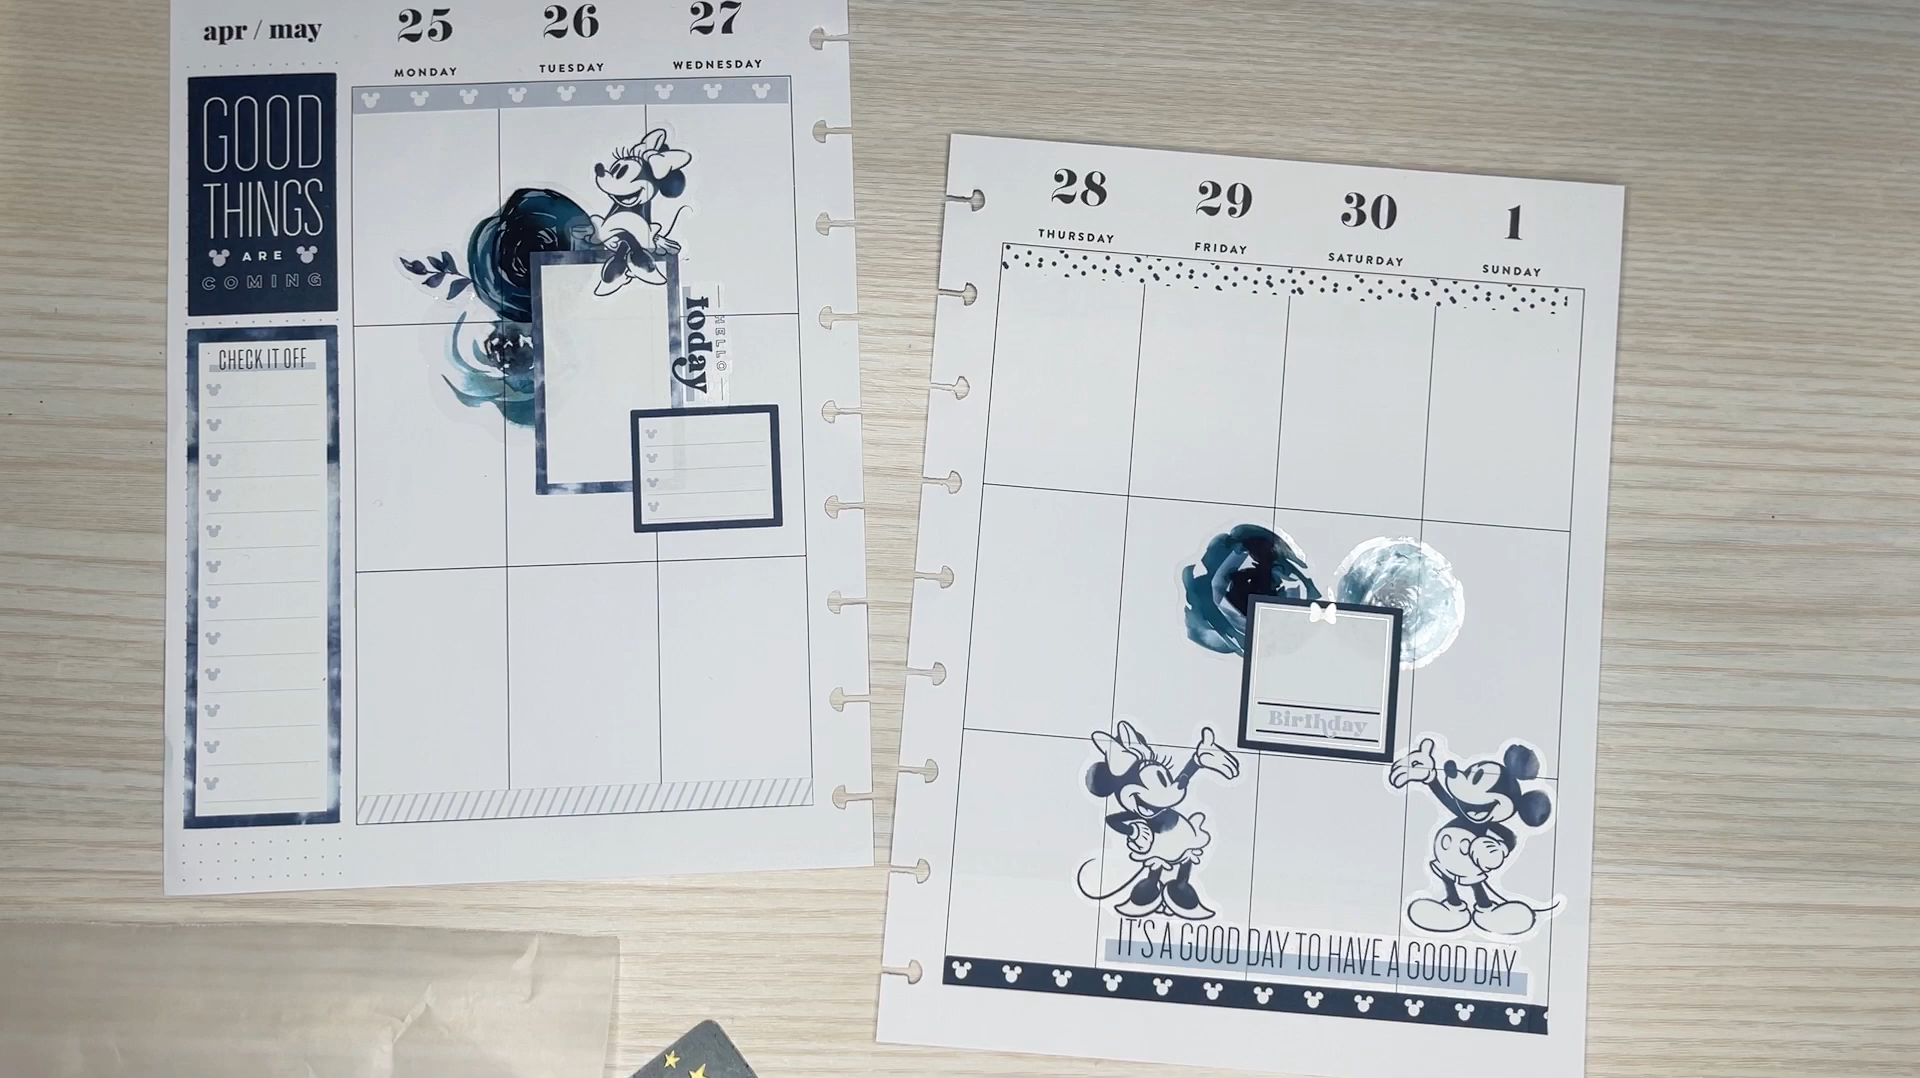 apr / may
25
MONDAY
26
TUESDAY
27
WEDNESDAY
GOOD
THINGS
ARE
COMING
CHECK IT OFF
HELLO
today
28
THURSDAY
29
FRIDAY
30
SATURDAY
1
SUNDAY
Birthday
IT'S A GOOD DAY TO HAVE A GOOD DAY